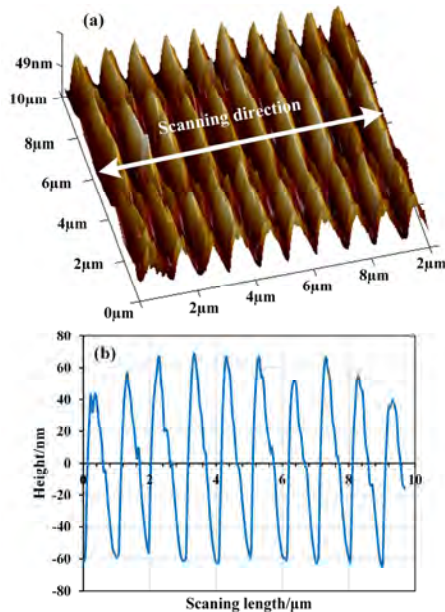 (a)
49nm
10μm
8μm
6μm
4μm
2μm
0μm
Scanning direction
2μm
4μm
6μm
8μm
2μm
(b)
80
60
40
20
0
-20
-40
-60
-80
Height/nm
0
2
4
6
8
10
Scaning length/μm